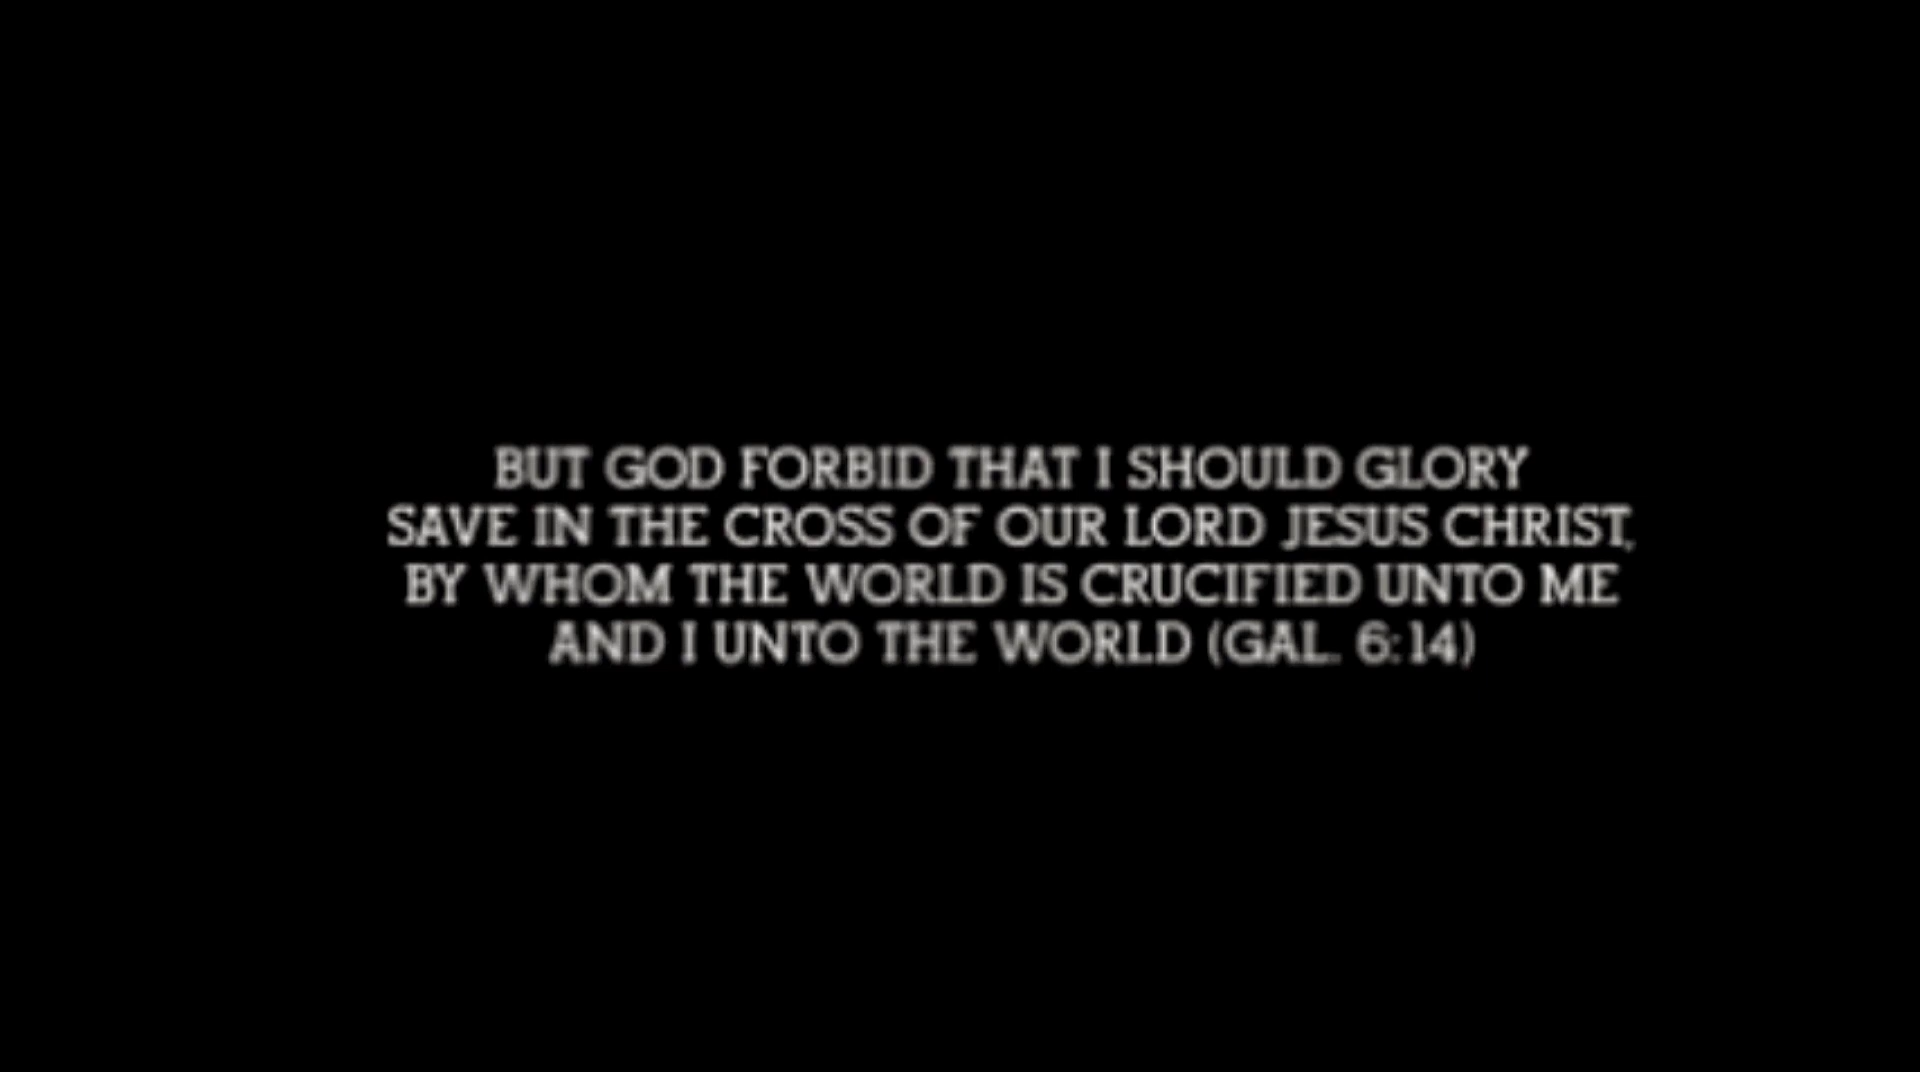 BUT GOD FORBID THAT I SHOULD GLORY
SAVE IN THE CROSS OF OUR LORD JESUS CHRIST,
BY WHOM THE WORLD IS CRUCIFIED UNTO ME
AND I UNTO THE WORLD (GAL. 6:14)